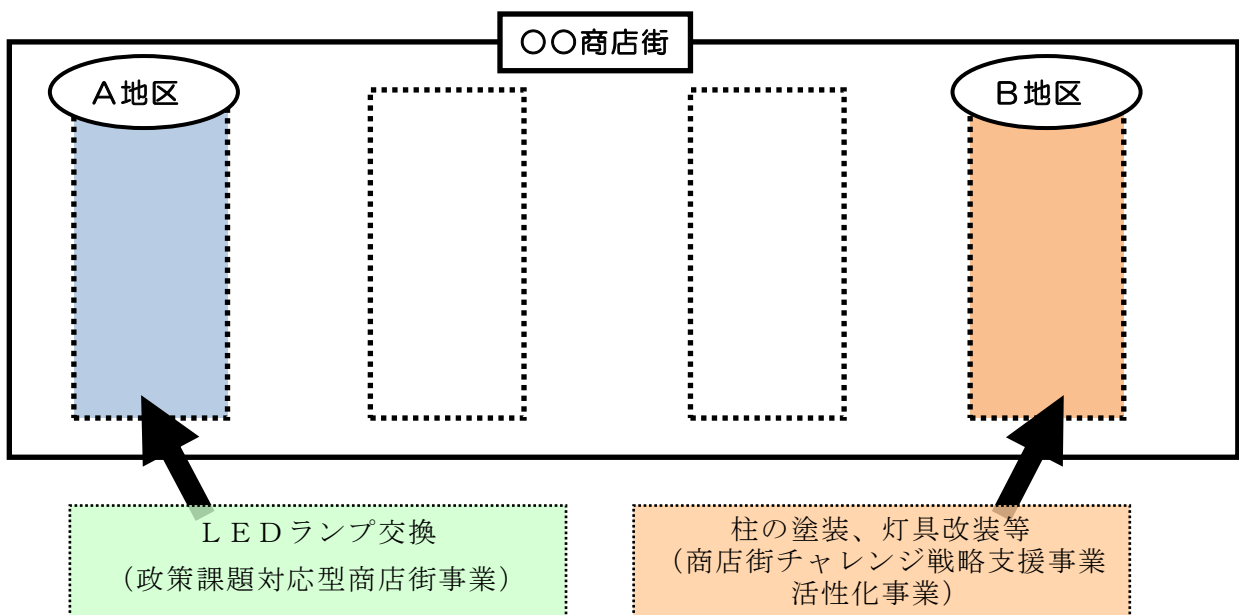 〇〇商店街
A地区
B地区
LEDランプ交換
（政策課題対応型商店街事業）
柱の塗装、灯具改装等
（商店街チャレンジ戦略支援事業
活性化事業）